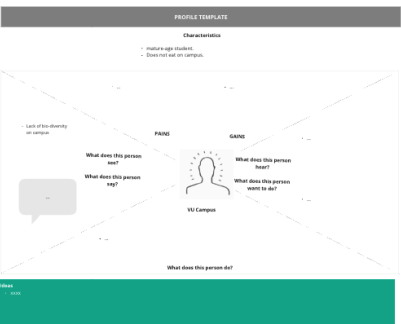 PROFILE TEMPLATE
Characteristics
- mature age student.
- Does not eat on campus.
- ...
- ...
- Lack of bio diversity
on campus
PAINS
GAINS
- ...
What does this person
see?
What does this person
hear?
What does this person
say?
What does this person
want to do?
...
- ...
VU Campus
- ...
What does this person do?
Ideas
- xxxx